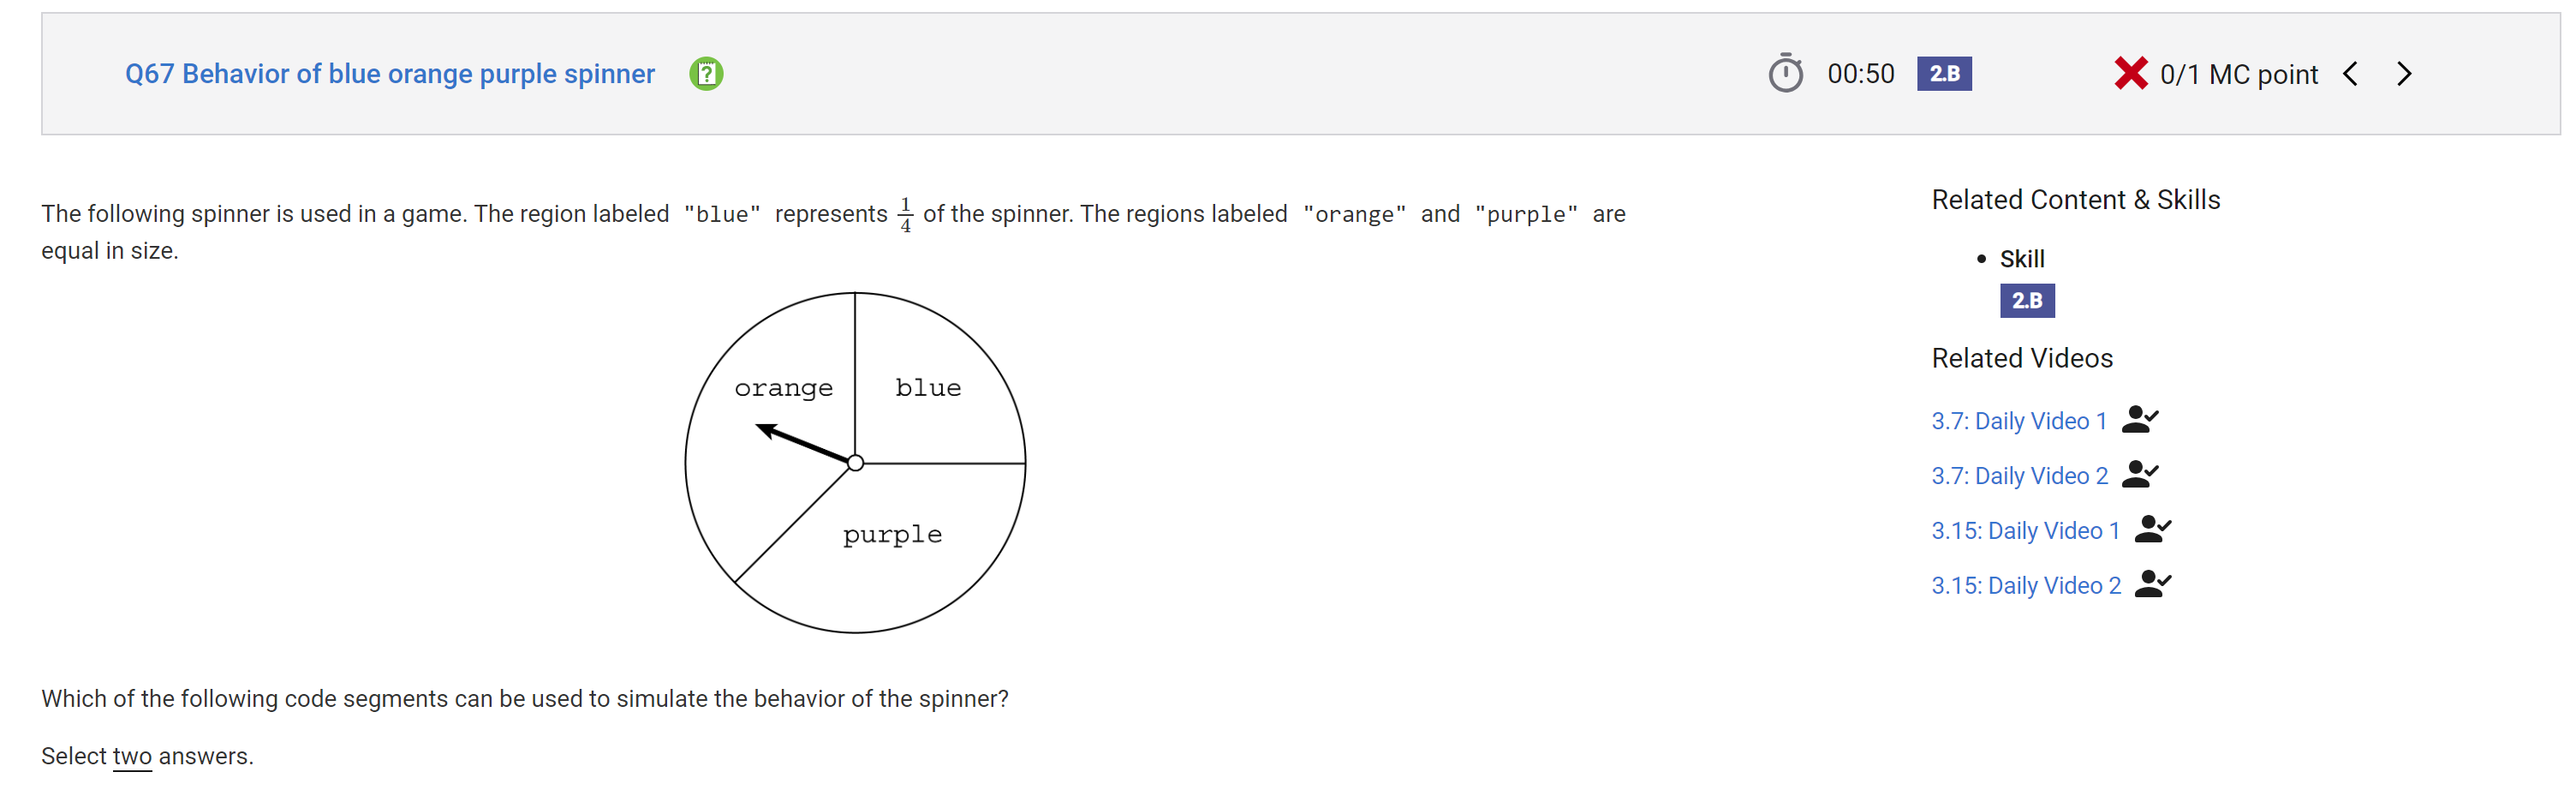 Q67 Behavior of blue orange purple spinner
?
00:50
2.B
0/1 MC point
The following spinner is used in a game. The region labeled "blue" represents 1/4 of the spinner. The regions labeled "orange" and "purple" are
equal in size.
orange
blue
purple
Which of the following code segments can be used to simulate the behavior of the spinner?
Select two answers.
Related Content & Skills
• Skill
2.B
Related Videos
3.7: Daily Video 1
3.7: Daily Video 2
3.15: Daily Video 1
3.15: Daily Video 2